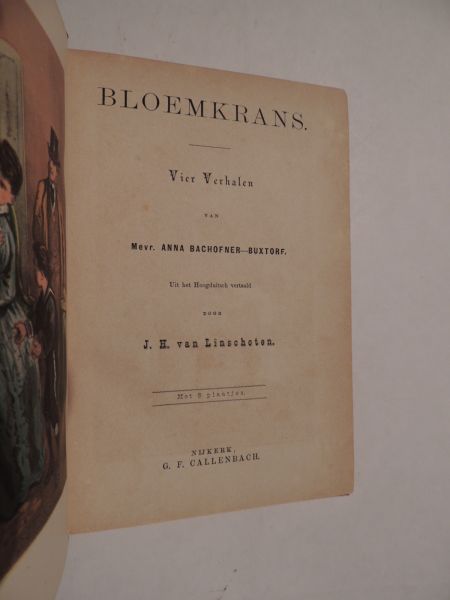 BLOEMKRANS.
Vier Verhalen
VAN
Mevr. ANNA BACHOFNER—BUXTORF.
Uit het Hoogduitsch vertaald
DOOR
J. H. van Linschoten.
Met 2 plaatjes.
NIJKERK,
G. F. CALLENBACH.